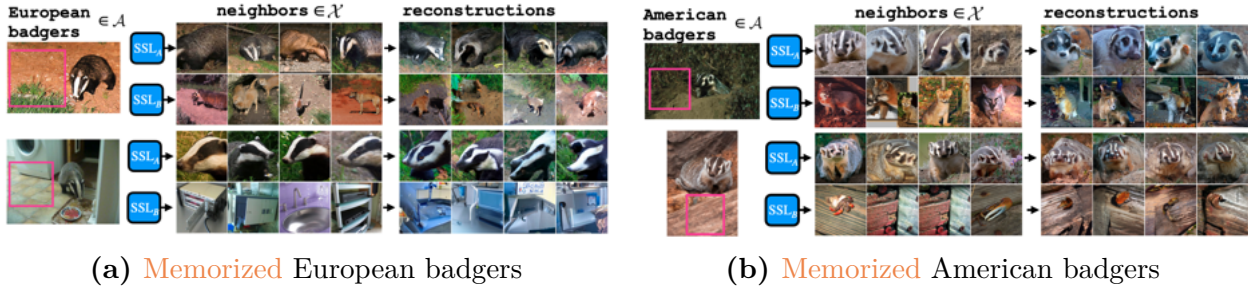 European badgers ∈ 𝒜
neighbors ∈ 𝒳
reconstructions
SSL_A
SSL_B
SSL_A
SSL_B
(a) Memorized European badgers
American badgers ∈ 𝒜
neighbors ∈ 𝒳
reconstructions
SSL_A
SSL_B
SSL_A
SSL_B
(b) Memorized American badgers